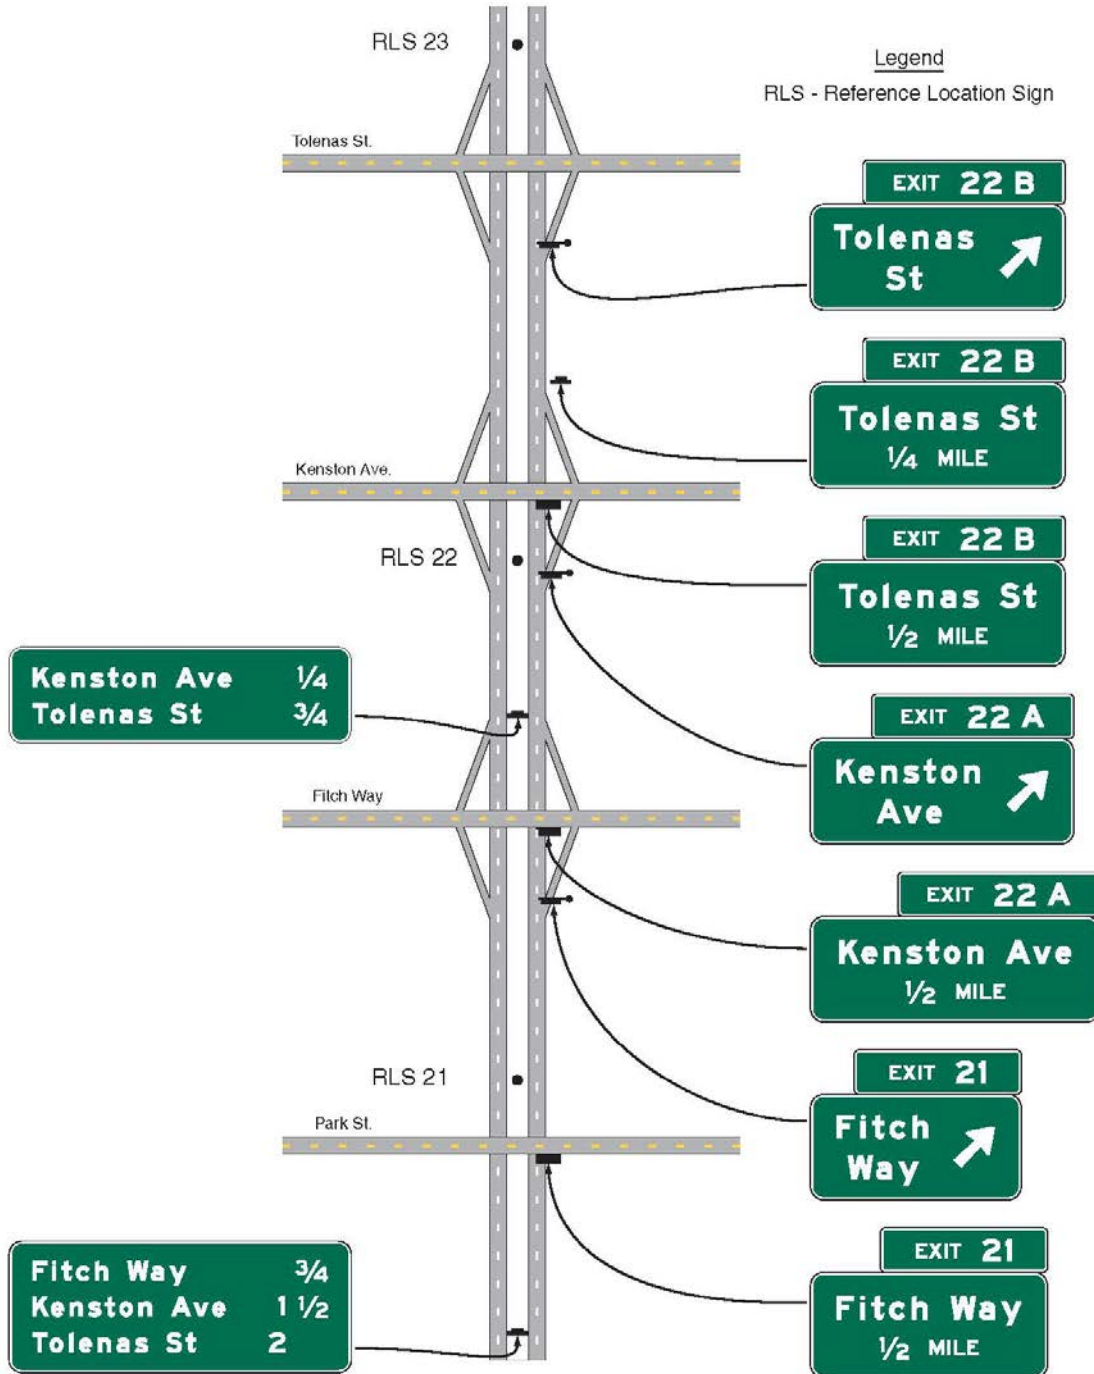 RLS 23
Legend
RLS - Reference Location Sign
Tolenas St.
EXIT 22 B
Tolenas
St
EXIT 22 B
Tolenas St
1/4 MILE
Kenston Ave.
EXIT 22 B
Tolenas St
1/2 MILE
RLS 22
Kenston Ave 1/4
Tolenas St 3/4
EXIT 22 A
Kenston
Ave
Fitch Way
EXIT 22 A
Kenston Ave
1/2 MILE
RLS 21
EXIT 21
Fitch
Way
Park St.
EXIT 21
Fitch Way
1/2 MILE
Fitch Way 3/4
Kenston Ave 1 1/2
Tolenas St 2